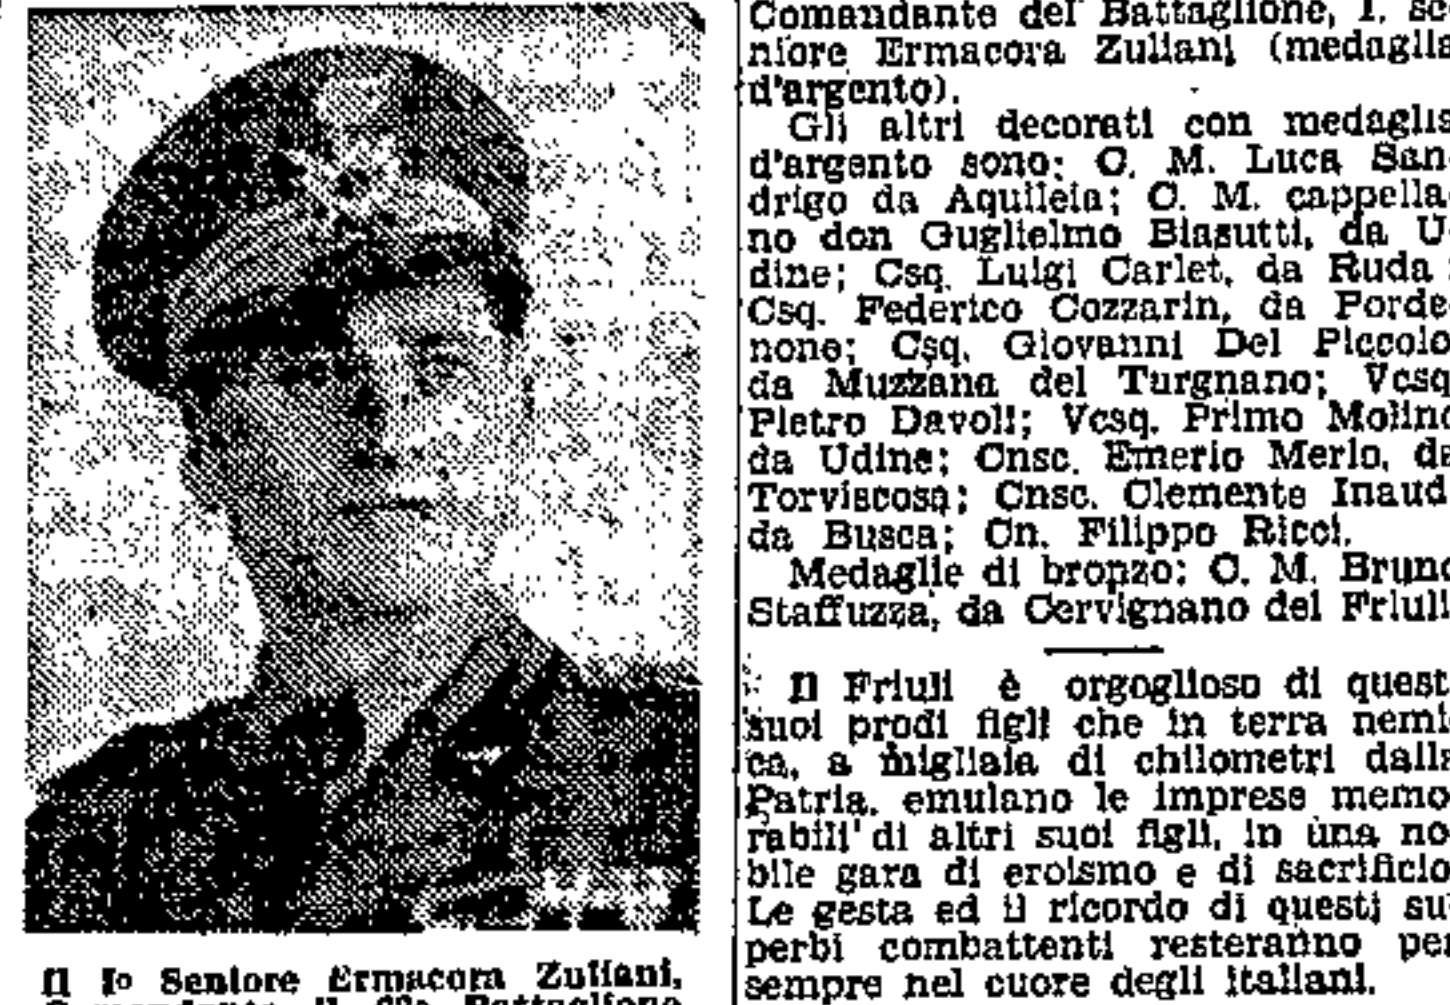 Il Iº Seniore Ermacora Zuliani,
il 63º Battaglione
Comandante del Battaglione, I. se-
niore Ermacora Zuliani (medaglia
d'argento).
Gli altri decorati con medaglia
d'argento sono: C. M. Luca San-
drigo da Aquileia; C. M. cappella-
no don Guglielmo Biasutti, da U-
dine; Csq. Luigi Carlet, da Ruda;
Csq. Federico Cozzarin, da Porde-
none; Csq. Giovanni Del Piccolo,
da Muzzana del Turgnano; Vcsq.
Pietro Davoli; Vcsq. Primo Molino
da Udine; Cnsc. Emerio Merlo, da
Torviscosa; Cnsc. Clemente Inaud
da Busca; Cn. Filippo Ricci.
Medaglie di bronzo: C. M. Bruno
Staffuzza, da Cervignano del Friuli
Il Friuli è orgoglioso di quest
suoi prodi figli che in terra nemi-
ca, a migliaia di chilometri dalla
Patria, emulano le imprese memo-
rabili di altri suoi figli, in una no-
bile gara di eroismo e di sacrificio.
Le gesta ed il ricordo di questi su-
perbi combattenti resteranno per
sempre nel cuore degli italiani.